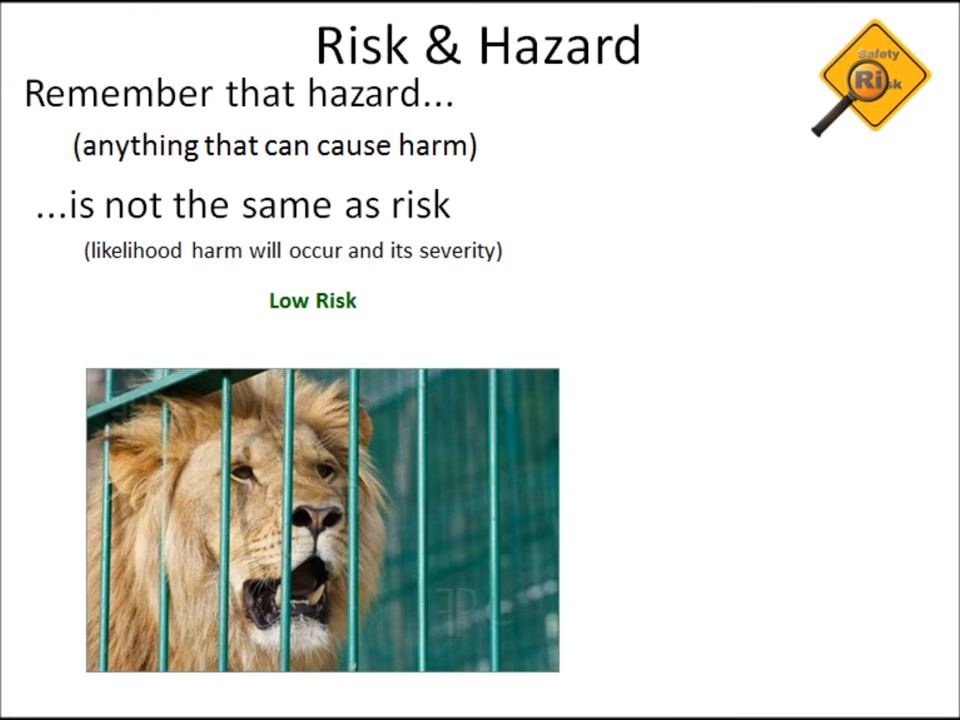 Risk & Hazard
Safety
Risk
Remember that hazard...
(anything that can cause harm)
...is not the same as risk
(likelihood harm will occur and its severity)
Low Risk